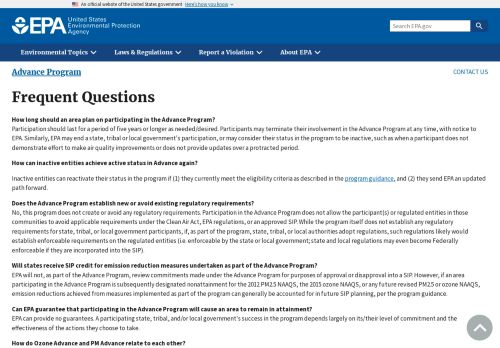 An official website of the United States government Here's how you know
EPA United States
Environmental Protection
Agency
Search EPA.gov
Environmental Topics Laws & Regulations Report a Violation About EPA
Advance Program CONTACT US
Frequent Questions
How long should an area plan on participating in the Advance Program?
Participation should last for a period of five years or longer as needed/desired. Participants may terminate their involvement in the Advance Program at any time, with notice to
EPA. Similarly, EPA may end a state, tribal or local government's participation, or may consider their status in the program to be inactive, such as when a participant does not
demonstrate effort to make air quality improvements or does not provide updates over a protracted period.
How can inactive entities achieve active status in Advance again?
Inactive entities can reactivate their status in the program if (1) they currently meet the eligibility criteria as described in the program guidance, and (2) they send EPA an updated
path forward.
Does the Advance Program establish new or avoid existing regulatory requirements?
No, this program does not create or avoid any regulatory requirements. Participation in the Advance Program does not allow the participant(s) or regulated entities in those
communities to avoid applicable requirements under the Clean Air Act, EPA regulations, or an approved SIP. While the program itself does not establish any regulatory
requirements for state, tribal, or local government participants, if, as part of the program, state, tribal, or local authorities adopt regulations, such regulations likely would
establish enforceable requirements on the regulated entities (i.e. enforceable by the state or local government; state and local regulations may even become Federally
enforceable if they are incorporated into the SIP).
Will states receive SIP credit for emission reduction measures undertaken as part of the Advance Program?
EPA will not, as part of the Advance Program, review commitments made under the Advance Program for purposes of approval or disapproval into a SIP. However, if an area
participating in the Advance Program is subsequently designated nonattainment for the 2012 PM2.5 NAAQS, the 2015 ozone NAAQS, or any future revised PM2.5 or ozone NAAQS,
emission reductions achieved from measures implemented as part of the program can generally be accounted for in future SIP planning, per the program guidance.
Can EPA guarantee that participating in the Advance Program will cause an area to remain in attainment?
EPA can provide no guarantees. A participating state, tribal, and/or local government's success in the program depends largely on its/their level of commitment and the
effectiveness of the actions they choose to take.
How do Ozone Advance and PM Advance relate to each other?